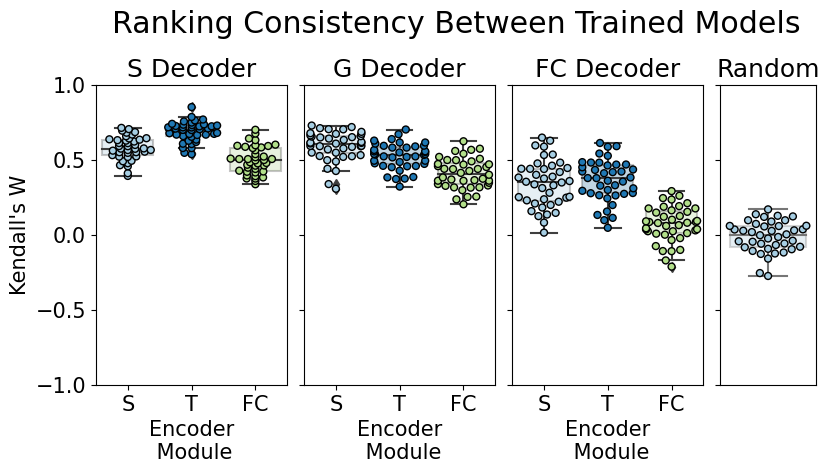 Ranking Consistency Between Trained Models
S Decoder
G Decoder
FC Decoder
Random
Kendall's W
1.0
0.5
0.0
−0.5
−1.0
S T FC
S T FC
S T FC
Encoder
Module
Encoder
Module
Encoder
Module